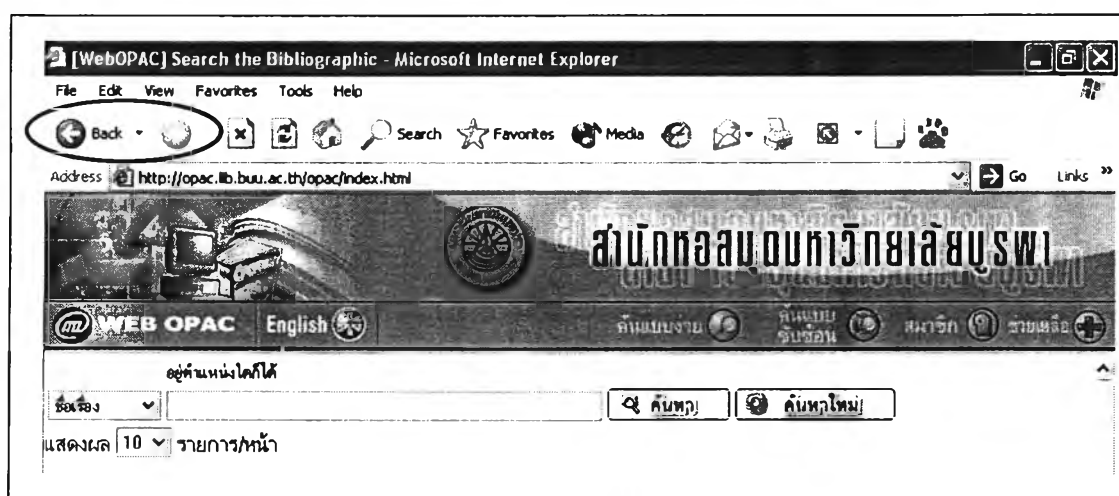 [WebOPAC] Search the Bibliographic - Microsoft Internet Explorer
File Edit View Favorites Tools Help
Back Search Favorites Media
Address http://opac.lib.buu.ac.th/opac/index.html Go Links »
สำนักหอสมุดมหาวิทยาลัยบูรพา
WEB OPAC English ค้นแบบง่าย ค้นแบบซับซ้อน สมาชิก ช่วยเหลือ
อยู่ตำแหน่งใดก็ได้
ชื่อเรื่อง ค้นหา ค้นหาใหม่
แสดงผล 10 รายการ/หน้า